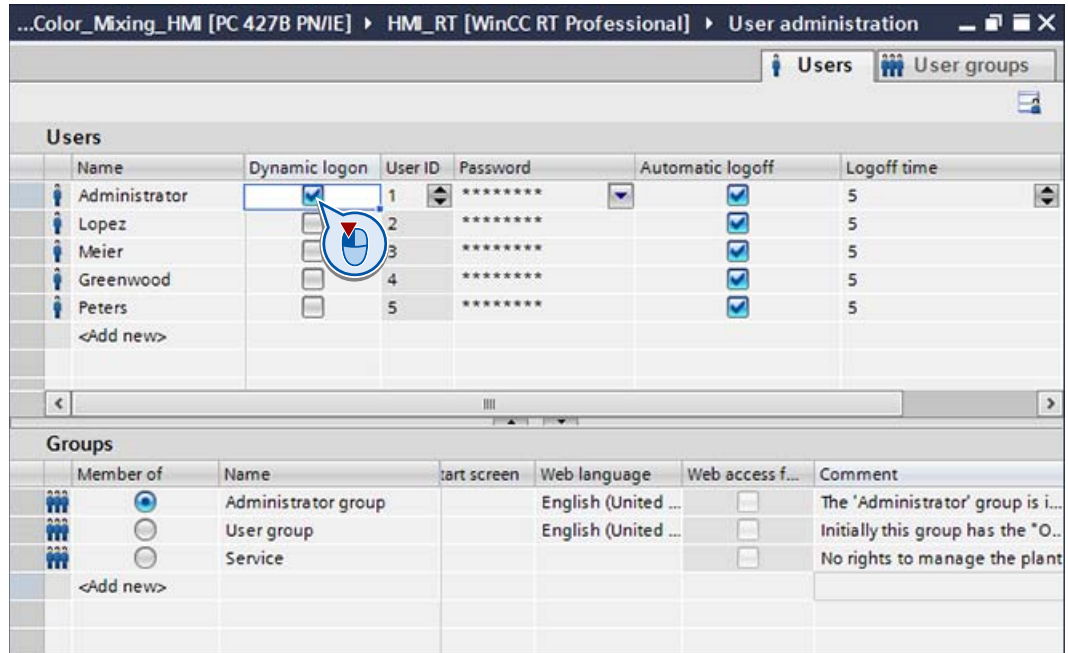 ...Color_Mixing_HMI [PC 427B PN/IE] ▸ HMI_RT [WinCC RT Professional] ▸ User administration
Users User groups
Users
Name Dynamic logon User ID Password Automatic logoff Logoff time
Administrator 1 ******** 5
Lopez 2 ******** 5
Meier 3 ******** 5
Greenwood 4 ******** 5
Peters 5 ******** 5
<Add new>
Groups
Member of Name tart screen Web language Web access f... Comment
Administrator group English (United ... The 'Administrator' group is i...
User group English (United ... Initially this group has the "O...
Service No rights to manage the plant
<Add new>